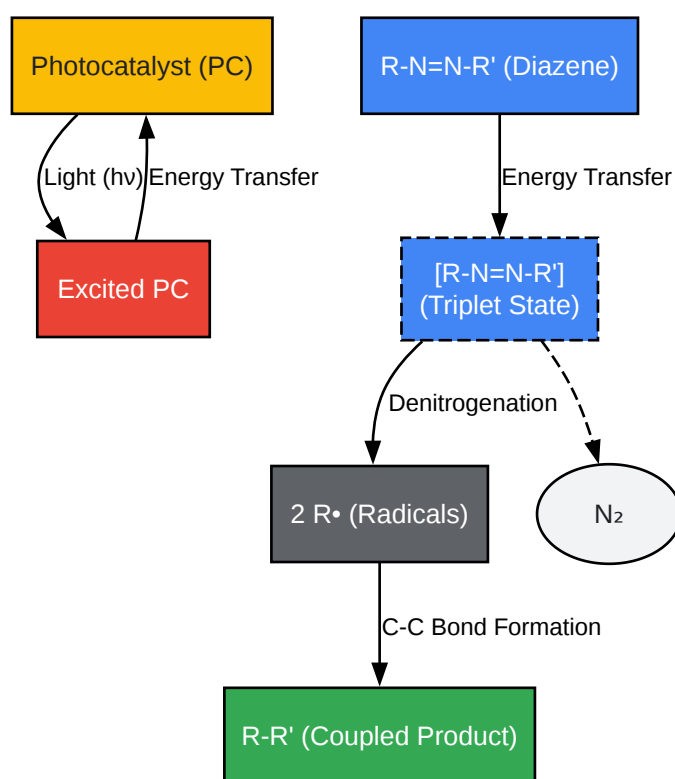 Photocatalyst (PC)
R-N=N-R' (Diazene)
Light (hν)
Energy Transfer
Energy Transfer
Excited PC
[R-N=N-R']
(Triplet State)
Denitrogenation
2 R• (Radicals)
N₂
C-C Bond Formation
R-R' (Coupled Product)